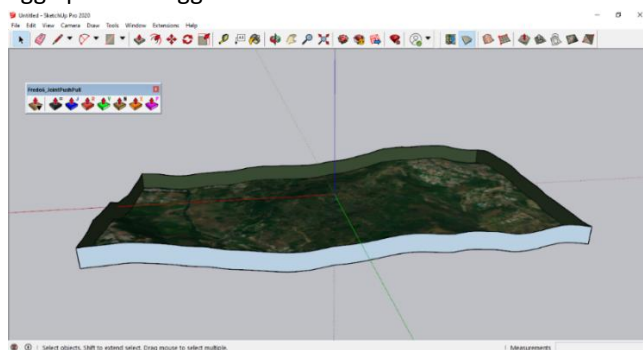 Untitled - SketchUp Pro 2020
File Edit View Camera Draw Tools Window Extensions Help
Fredo6_JointPushPull
Select objects. Shift to extend select. Drag mouse to select multiple.
Measurements